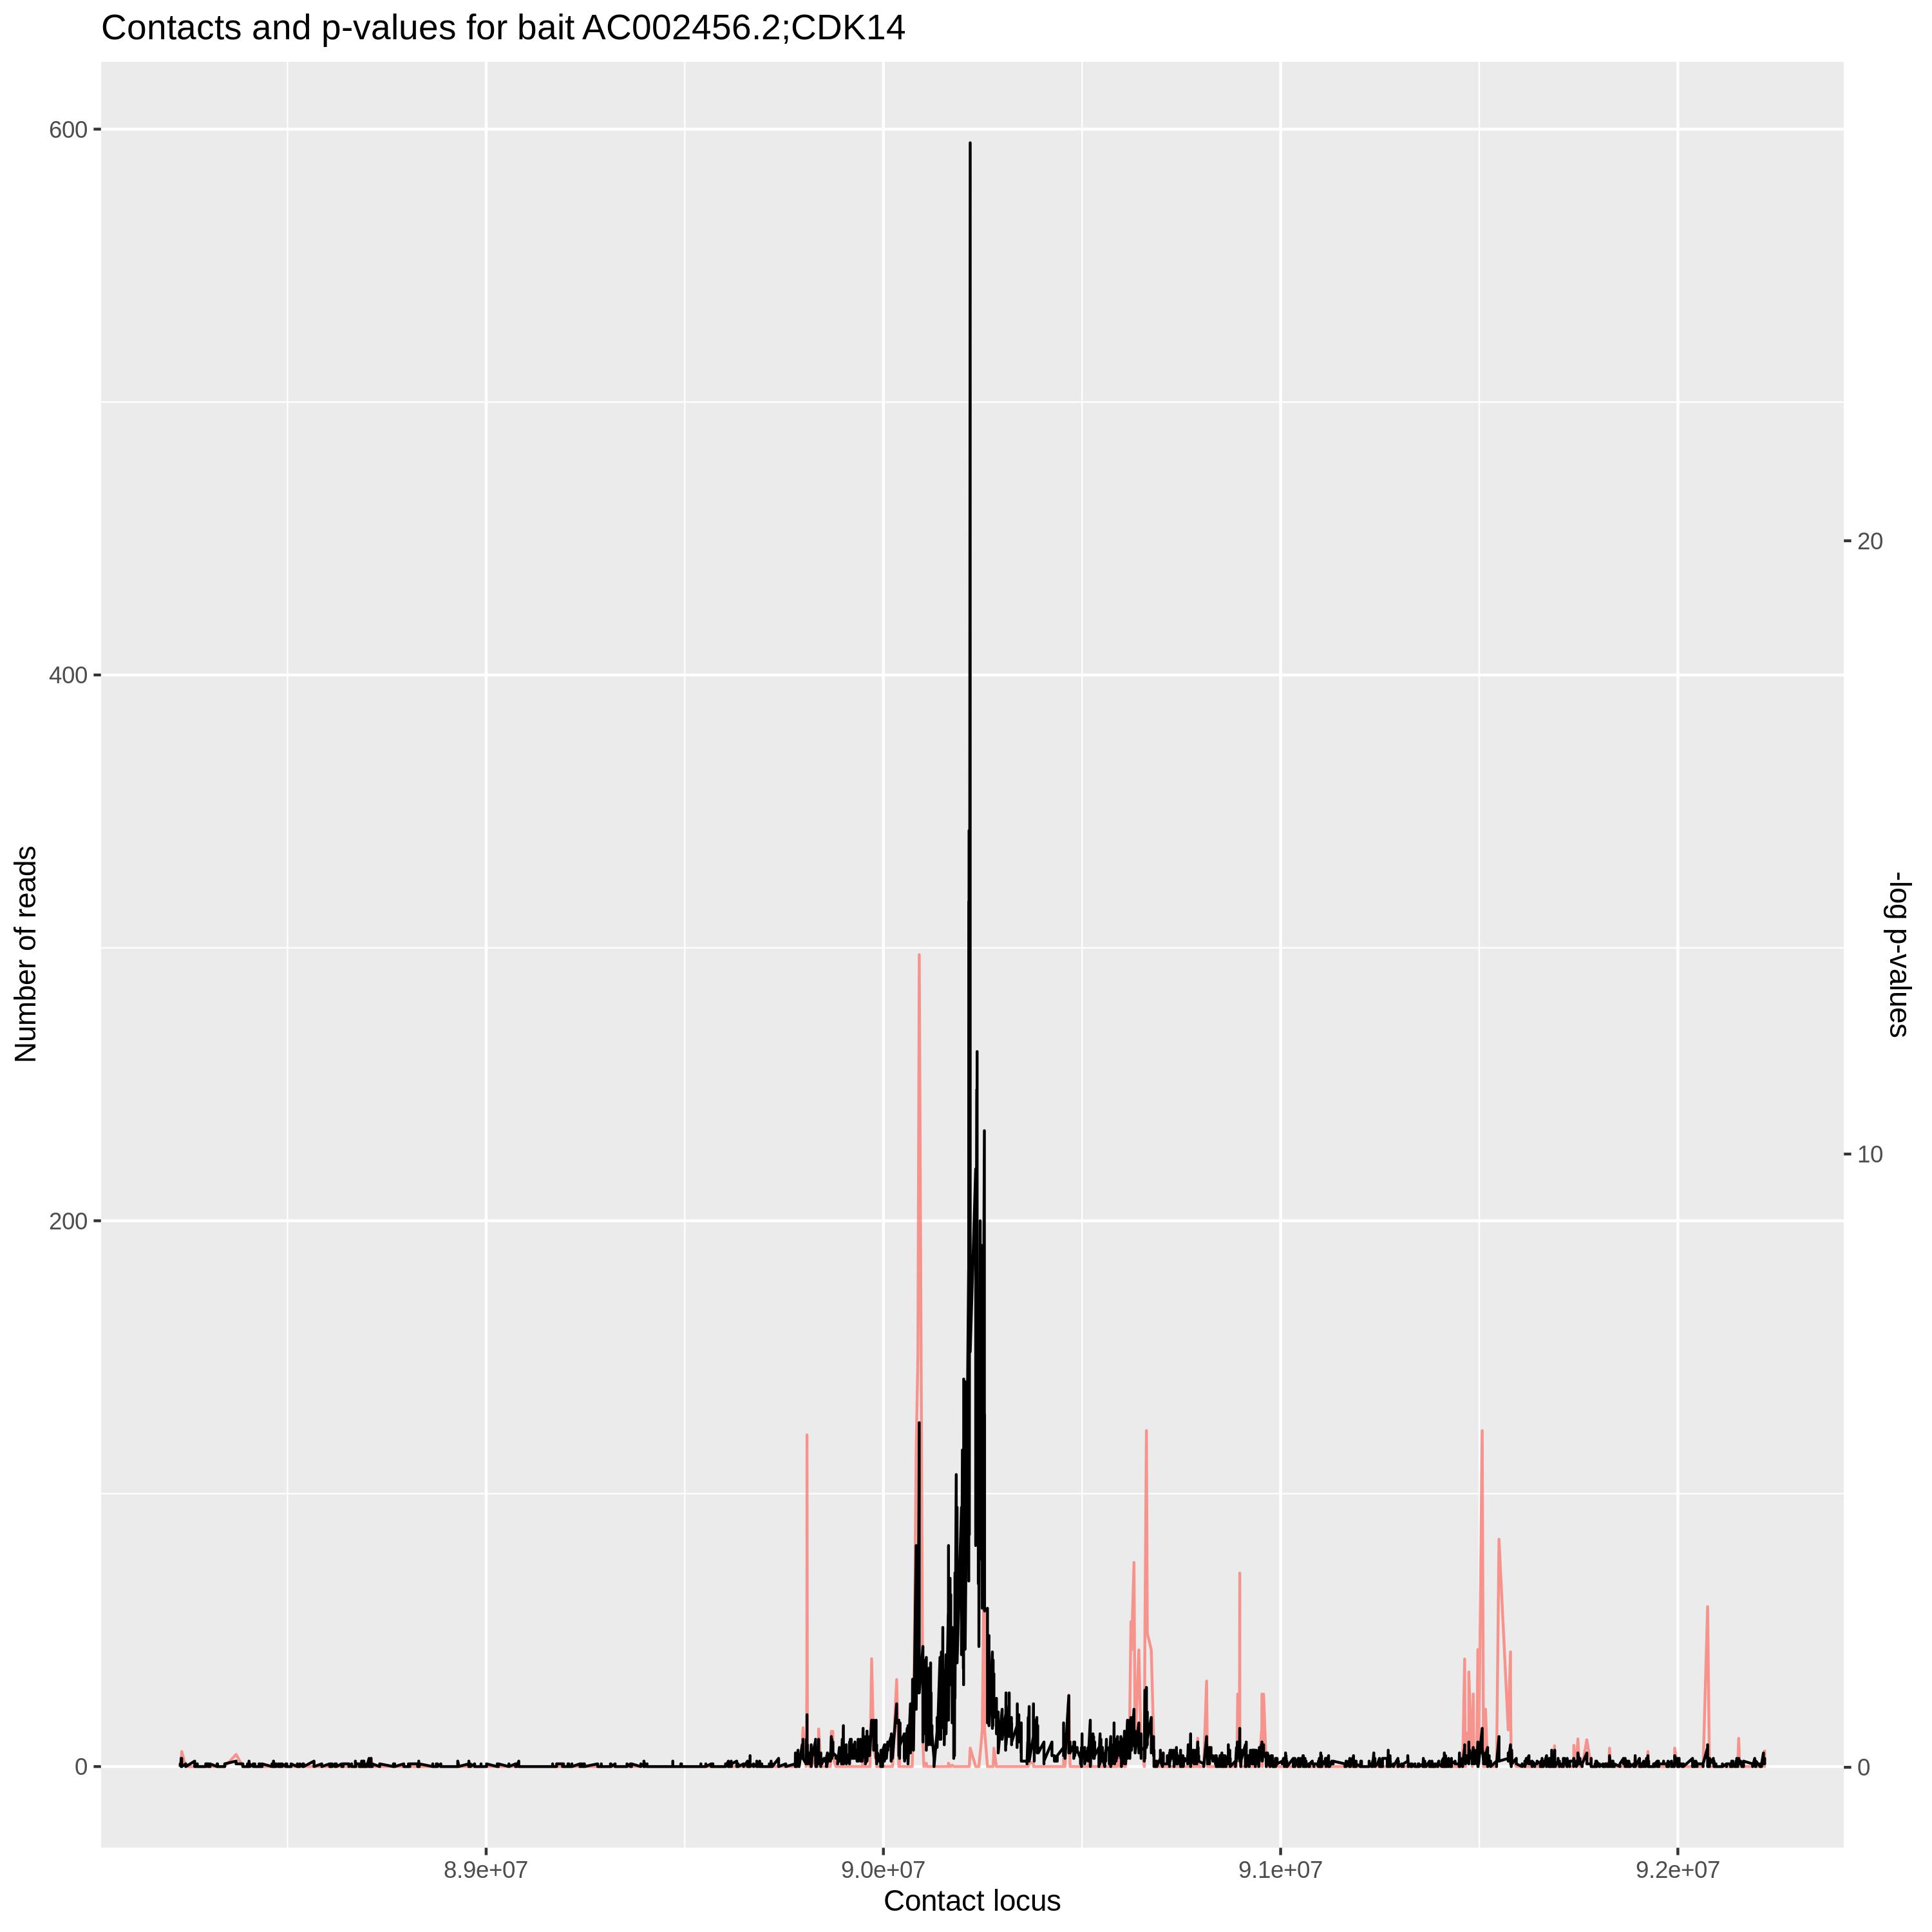 Contacts and p-values for bait AC002456.2;CDK14
Number of reads
600
400
200
0
20
10
0
-log p-values
8.9e+07
9.0e+07
9.1e+07
9.2e+07
Contact locus